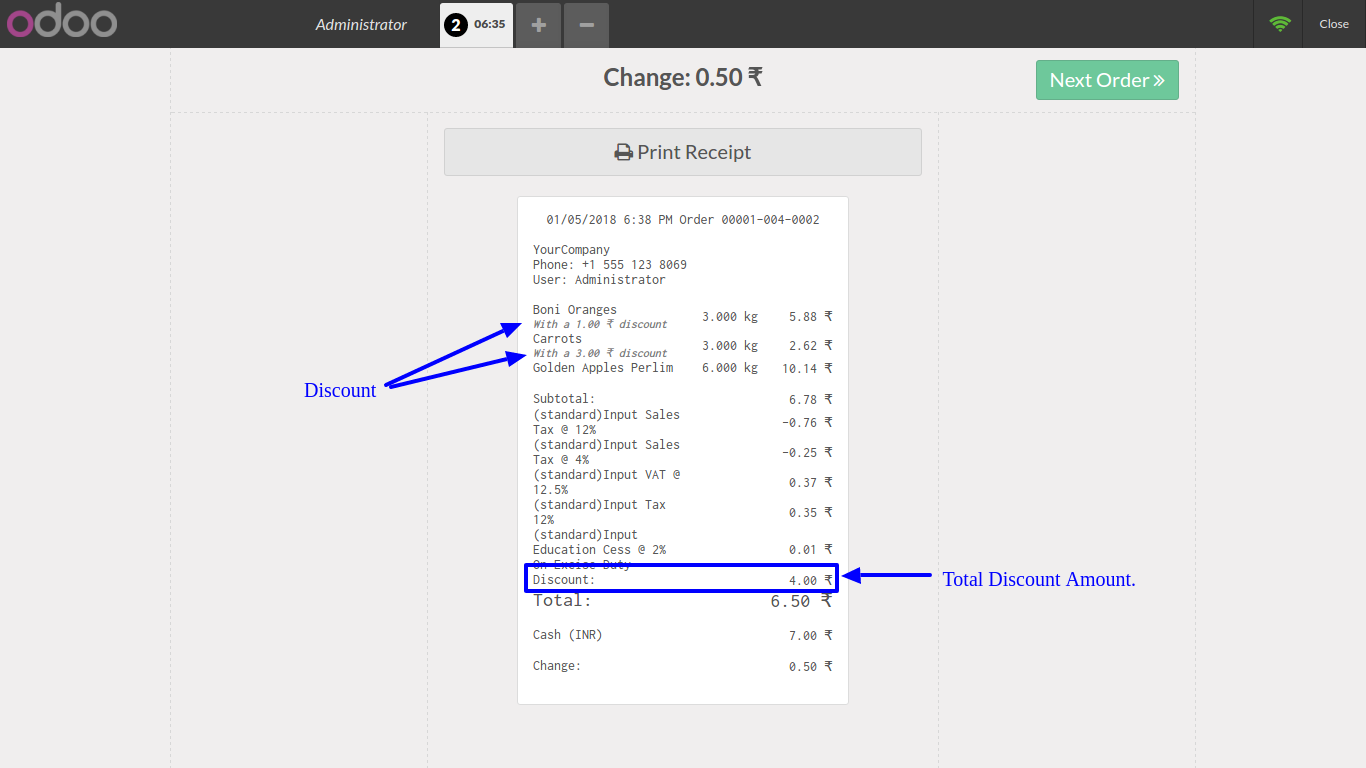 odoo
Administrator
2 06:35
Close
Change: 0.50 ₹
Next Order »
Print Receipt
01/05/2018 6:38 PM Order 00001-004-0002
YourCompany
Phone: +1 555 123 8069
User: Administrator
Boni Oranges 3.000 kg 5.88 ₹
With a 1.00 ₹ discount
Carrots 3.000 kg 2.62 ₹
With a 3.00 ₹ discount
Golden Apples Perlim 6.000 kg 10.14 ₹
Discount
Subtotal: 6.78 ₹
(standard)Input Sales
Tax @ 12% -0.76 ₹
(standard)Input Sales
Tax @ 4% -0.25 ₹
(standard)Input VAT @
12.5% 0.37 ₹
(standard)Input Tax
12% 0.35 ₹
(standard)Input
Education Cess @ 2% 0.01 ₹
On Excise Duty
Discount: 4.00 ₹
Total Discount Amount.
Total: 6.50 ₹
Cash (INR) 7.00 ₹
Change: 0.50 ₹